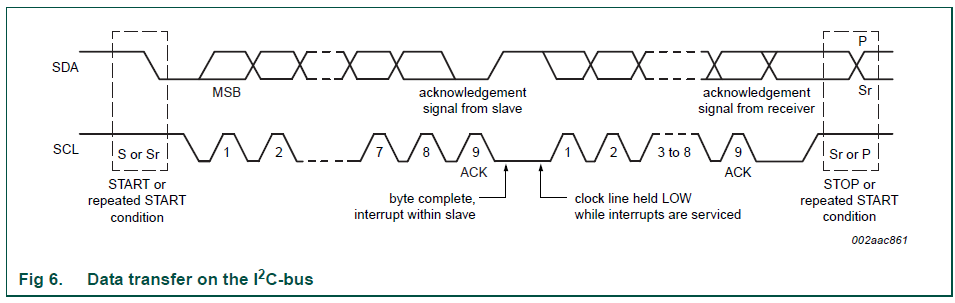 P
SDA
MSB
acknowledgement
signal from slave
acknowledgement
signal from receiver
Sr
SCL
S or Sr
1
2
7
8
9
1
2
3 to 8
9
Sr or P
ACK
ACK
START or
repeated START
condition
byte complete,
interrupt within slave
clock line held LOW
while interrupts are serviced
STOP or
repeated START
condition
002aac861
Fig 6. Data transfer on the I²C-bus